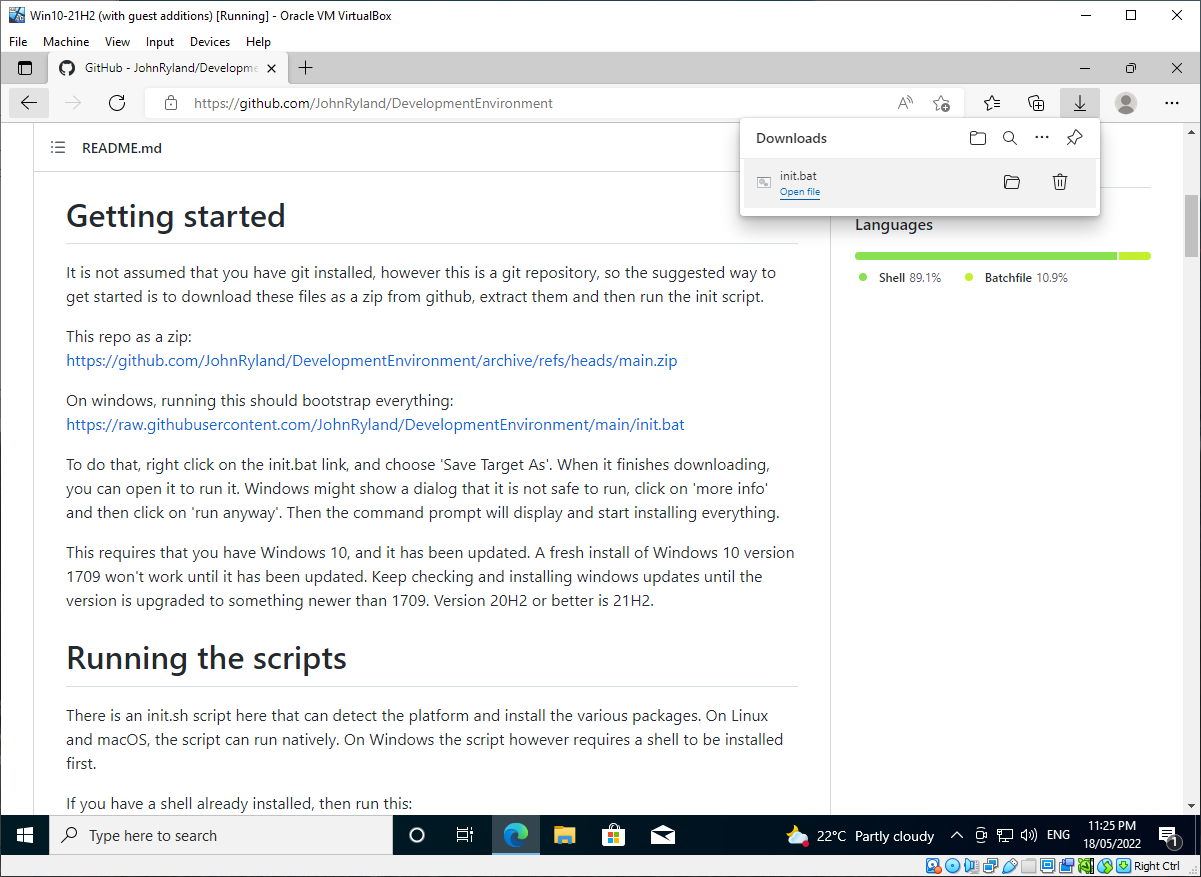 Win10-21H2 (with guest additions) [Running] - Oracle VM VirtualBox
File Machine View Input Devices Help
GitHub - JohnRyland/Developme
https://github.com/JohnRyland/DevelopmentEnvironment
Downloads
init.bat
Open file
README.md
Getting started
It is not assumed that you have git installed, however this is a git repository, so the suggested way to
get started is to download these files as a zip from github, extract them and then run the init script.
This repo as a zip:
https://github.com/JohnRyland/DevelopmentEnvironment/archive/refs/heads/main.zip
On windows, running this should bootstrap everything:
https://raw.githubusercontent.com/JohnRyland/DevelopmentEnvironment/main/init.bat
To do that, right click on the init.bat link, and choose 'Save Target As'. When it finishes downloading,
you can open it to run it. Windows might show a dialog that it is not safe to run, click on 'more info'
and then click on 'run anyway'. Then the command prompt will display and start installing everything.
This requires that you have Windows 10, and it has been updated. A fresh install of Windows 10 version
1709 won't work until it has been updated. Keep checking and installing windows updates until the
version is upgraded to something newer than 1709. Version 20H2 or better is 21H2.
Running the scripts
There is an init.sh script here that can detect the platform and install the various packages. On Linux
and macOS, the script can run natively. On Windows the script however requires a shell to be installed
first.
If you have a shell already installed, then run this:
Languages
Shell 89.1% Batchfile 10.9%
Type here to search
22°C Partly cloudy
ENG
11:25 PM
18/05/2022
1
Right Ctrl